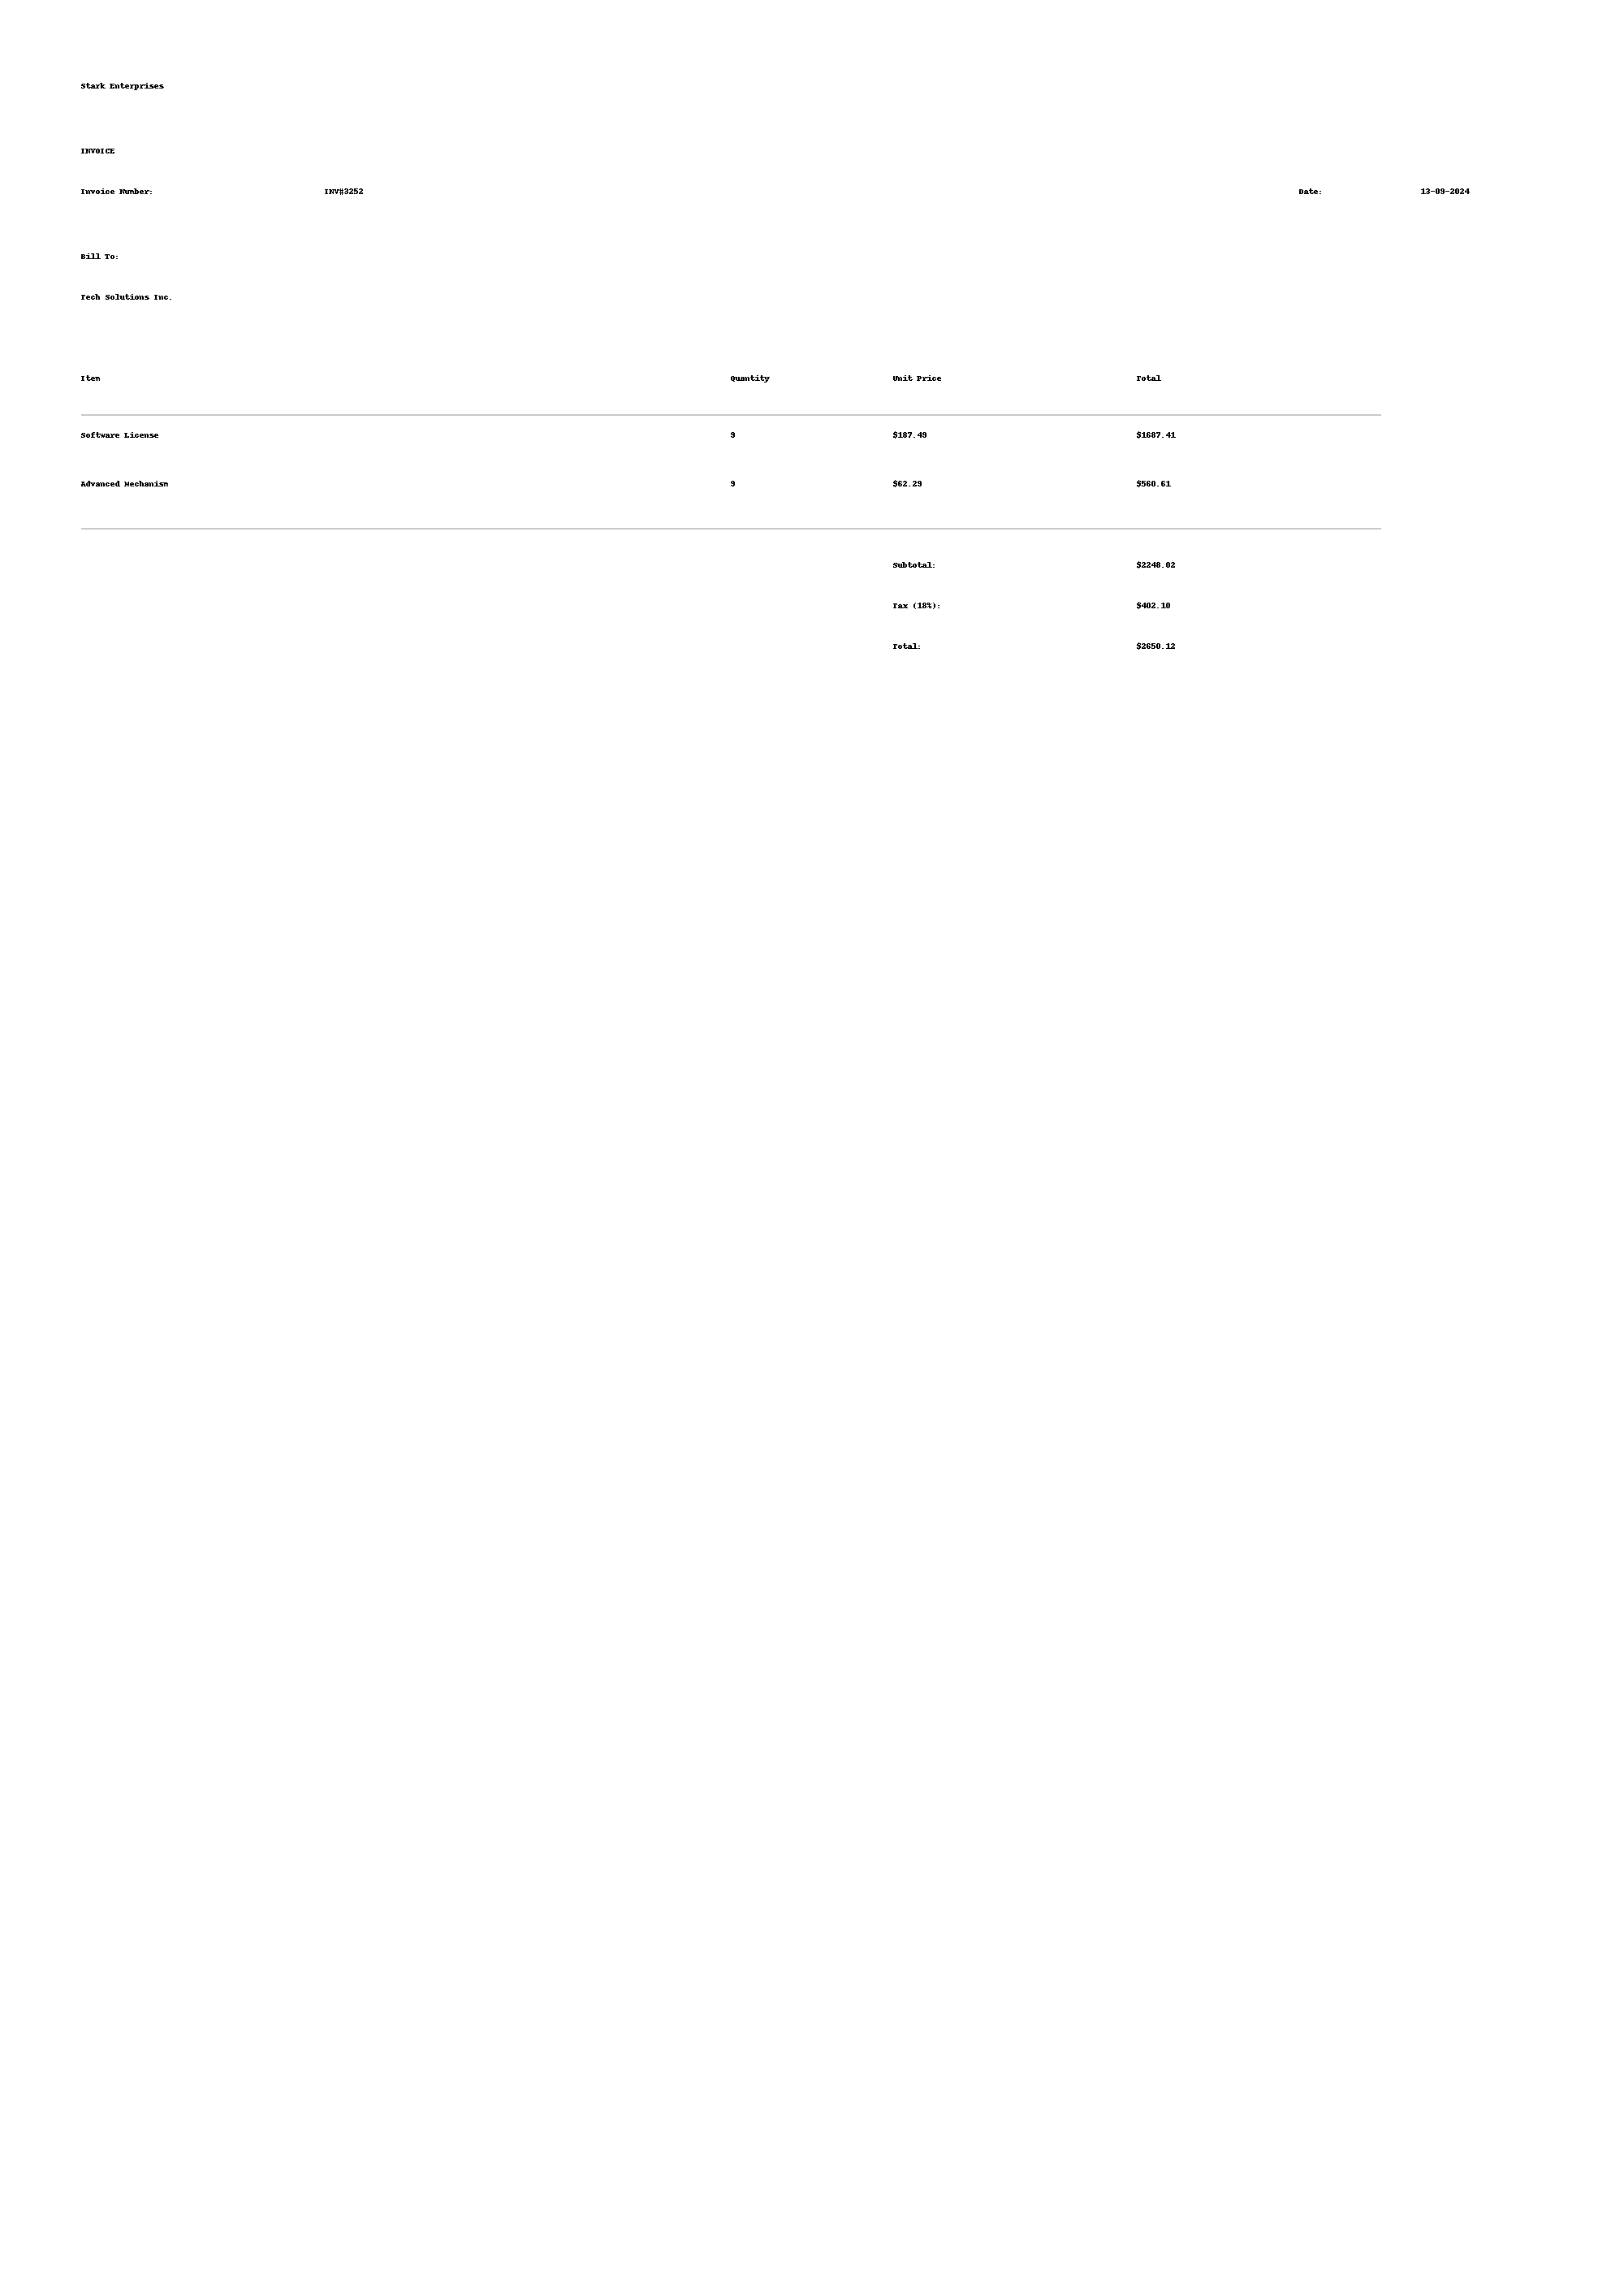 Stark Enterprises
INVOICE
Invoice Number: INV#3252 Date: 13-09-2024
Bill To:
Tech Solutions Inc.
Item Quantity Unit Price Total
Software License 9 $187.49 $1687.41
Advanced Mechanism 9 $62.29 $560.61
Subtotal: $2248.02
Tax (18%): $402.10
Total: $2650.12